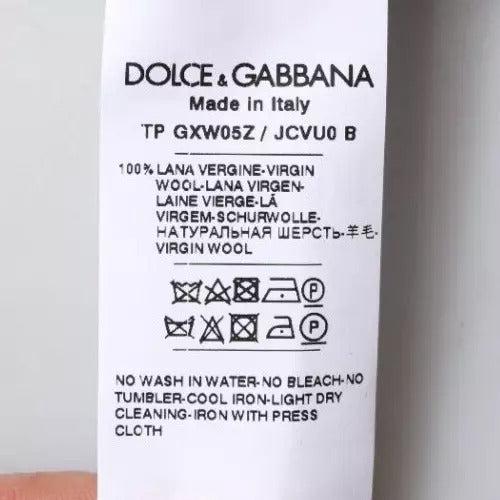 DOLCE & GABBANA
Made in Italy
TP GXW05Z / JCVU0 B
100% LANA VERGINE-VIRGIN
WOOL-LANA VIRGEN-
LAINE VIERGE-LÃ
VIRGEM-SCHURWOLLE-
НАТУРАЛЬНАЯ ШЕРСТЬ-羊毛-
VIRGIN WOOL
P
P
NO WASH IN WATER-NO BLEACH-NO
TUMBLER-COOL IRON-LIGHT DRY
CLEANING-IRON WITH PRESS
CLOTH